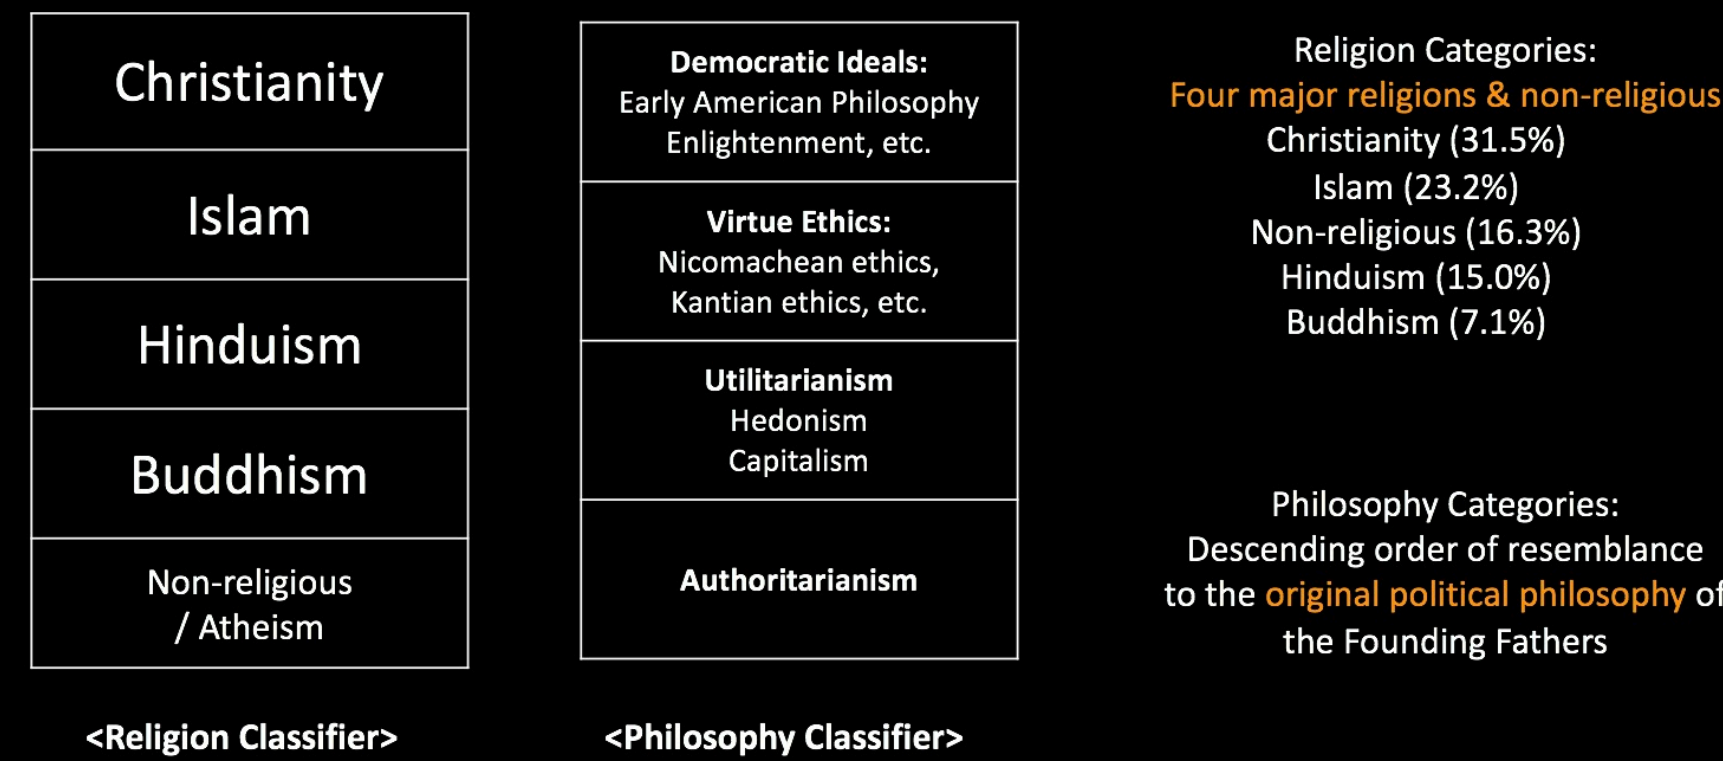 Christianity
Islam
Hinduism
Buddhism
Non-religious
/ Atheism
<Religion Classifier>
Democratic Ideals:
Early American Philosophy
Enlightenment, etc.
Virtue Ethics:
Nicomachean ethics,
Kantian ethics, etc.
Utilitarianism
Hedonism
Capitalism
Authoritarianism
<Philosophy Classifier>
Religion Categories:
Four major religions & non-religious
Christianity (31.5%)
Islam (23.2%)
Non-religious (16.3%)
Hinduism (15.0%)
Buddhism (7.1%)
Philosophy Categories:
Descending order of resemblance
to the original political philosophy of
the Founding Fathers